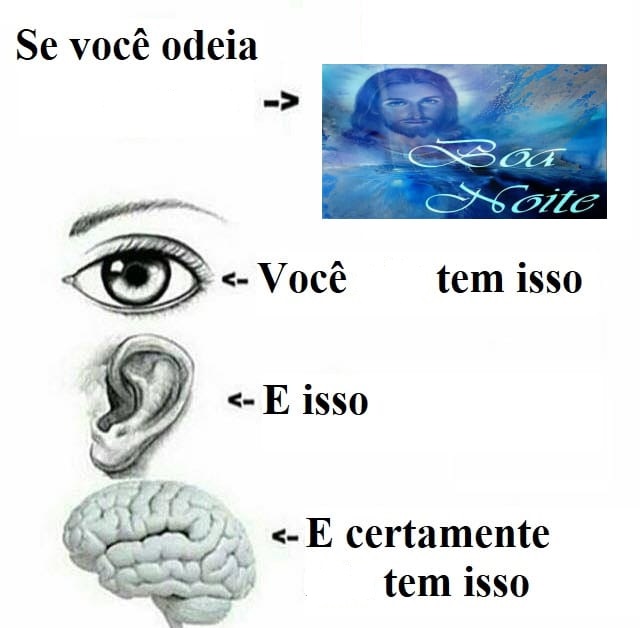 Se você odeia
->
Boa
Noite
<- Você tem isso
<- E isso
<- E certamente
tem isso